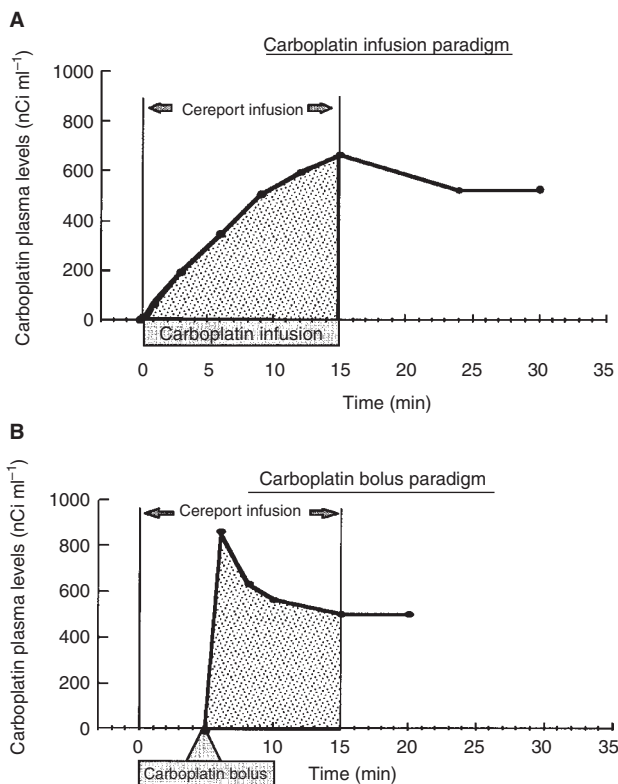 A
Carboplatin infusion paradigm
Carboplatin plasma levels (nCi ml⁻¹)
1000
800
600
400
200
0
Cereport infusion
Carboplatin infusion
0 5 10 15 20 25 30 35
Time (min)
B
Carboplatin bolus paradigm
Carboplatin plasma levels (nCi ml⁻¹)
1000
800
600
400
200
0
Cereport infusion
0 5 10 15 20 25 30 35
Carboplatin bolus
Time (min)